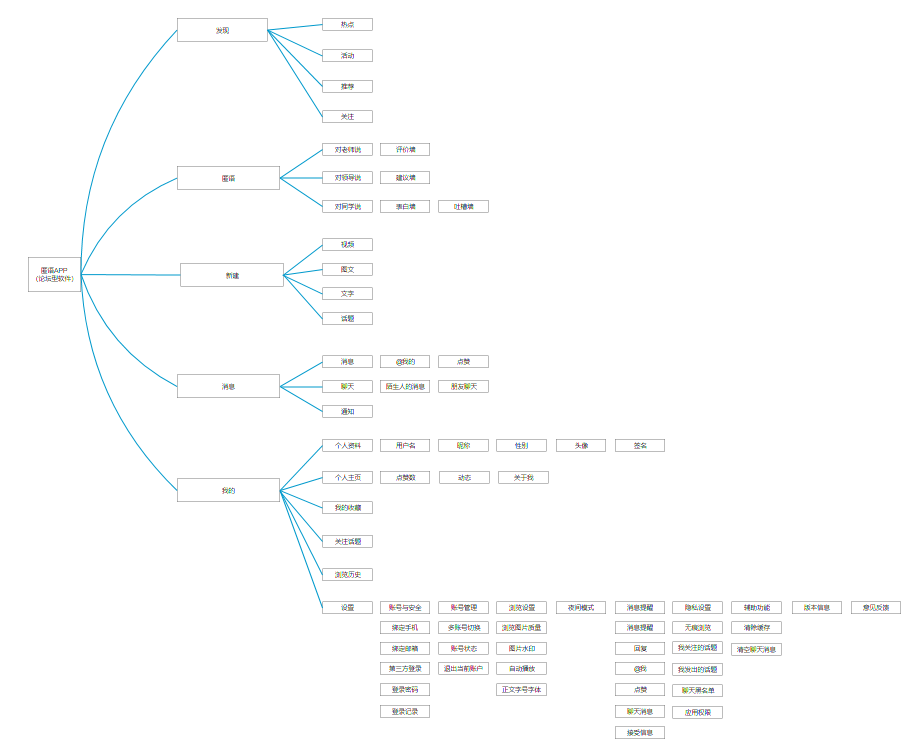 匿语APP
(论坛型软件)
发现
热点
活动
推荐
关注
匿语
对老师说 评价墙
对领导说 建议墙
对同学说 表白墙 吐槽墙
新建
视频
图文
文字
话题
消息
消息 @我的 点赞
聊天 陌生人的消息 朋友聊天
通知
我的
个人资料 用户名 昵称 性别 头像 签名
个人主页 点赞数 动态 关于我
我的收藏
关注话题
浏览历史
设置 账号与安全 账号管理 浏览设置 夜间模式 消息提醒 隐私设置 辅助功能 版本信息 意见反馈
绑定手机 多账号切换 浏览图片质量 消息提醒 无痕浏览 清除缓存
绑定邮箱 账号状态 图片水印 回复 我关注的话题 清空聊天消息
第三方登录 退出当前账户 自动播放 @我 我发出的话题
登录密码 正文字号字体 点赞 聊天黑名单
登录记录 聊天消息 应用权限
接受信息